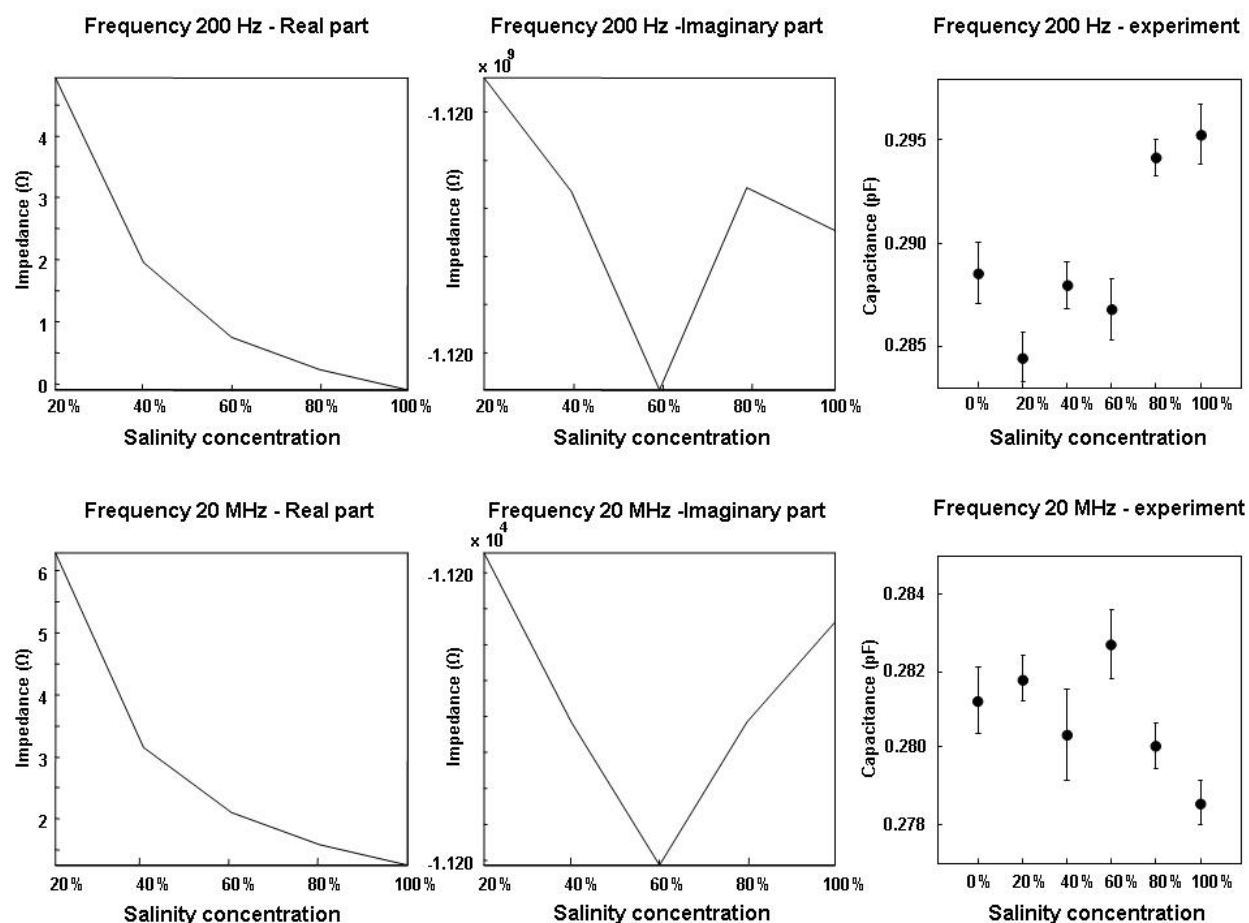 Frequency 200 Hz - Real part
Impedance (Ω)
4
3
2
1
0
20 %
40 %
60 %
80 %
100 %
Salinity concentration
Frequency 200 Hz -Imaginary part
x 10^9
Impedance (Ω)
-1.120
-1.120
20 %
40 %
60 %
80 %
100 %
Salinity concentration
Frequency 200 Hz - experiment
Capacitance (pF)
0.295
0.290
0.285
0 %
20 %
40 %
60 %
80 %
100 %
Salinity concentration
Frequency 20 MHz - Real part
Impedance (Ω)
6
5
4
3
2
20 %
40 %
60 %
80 %
100 %
Salinity concentration
Frequency 20 MHz -Imaginary part
x 10^4
Impedance (Ω)
-1.120
-1.120
20 %
40 %
60 %
80 %
100 %
Salinity concentration
Frequency 20 MHz - experiment
Capacitance (pF)
0.284
0.282
0.280
0.278
0 %
20 %
40 %
60 %
80 %
100 %
Salinity concentration